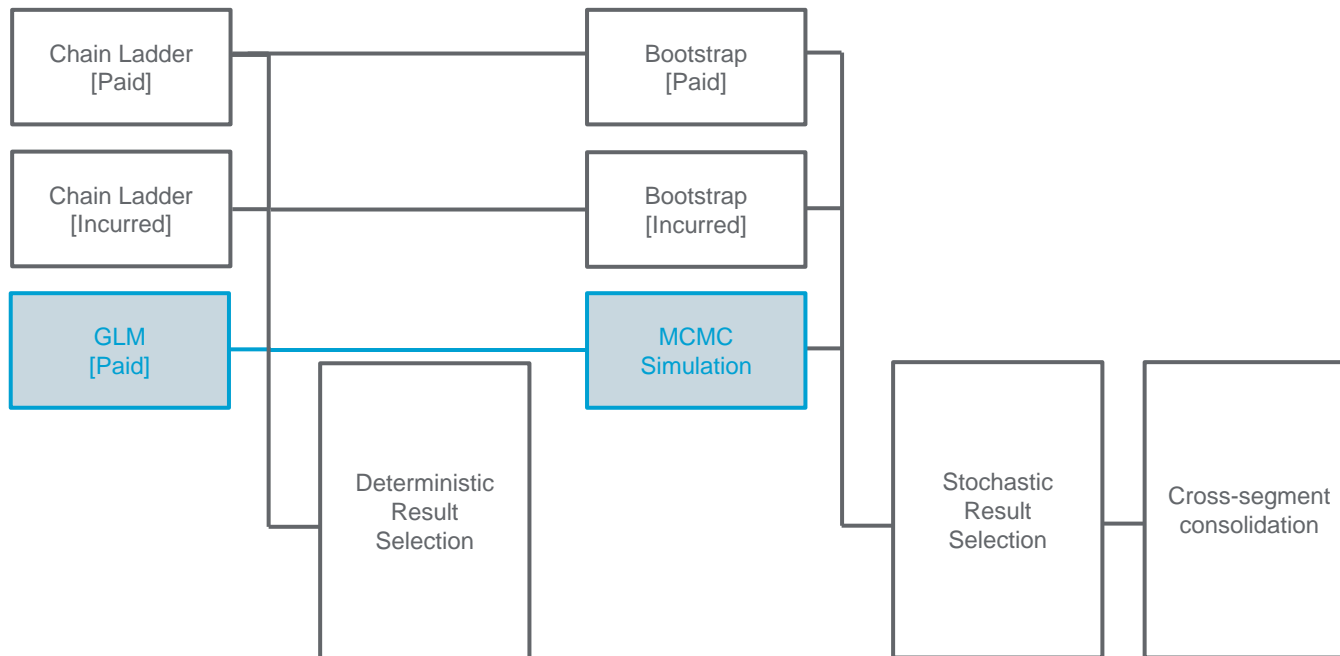 Chain Ladder
[Paid]
Bootstrap
[Paid]
Chain Ladder
[Incurred]
Bootstrap
[Incurred]
GLM
[Paid]
MCMC
Simulation
Deterministic
Result
Selection
Stochastic
Result
Selection
Cross-segment
consolidation